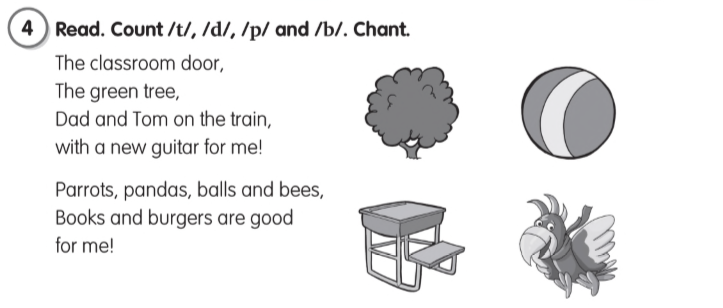 4 Read. Count /t/, /d/, /p/ and /b/. Chant.
The classroom door,
The green tree,
Dad and Tom on the train,
with a new guitar for me!
Parrots, pandas, balls and bees,
Books and burgers are good
for me!